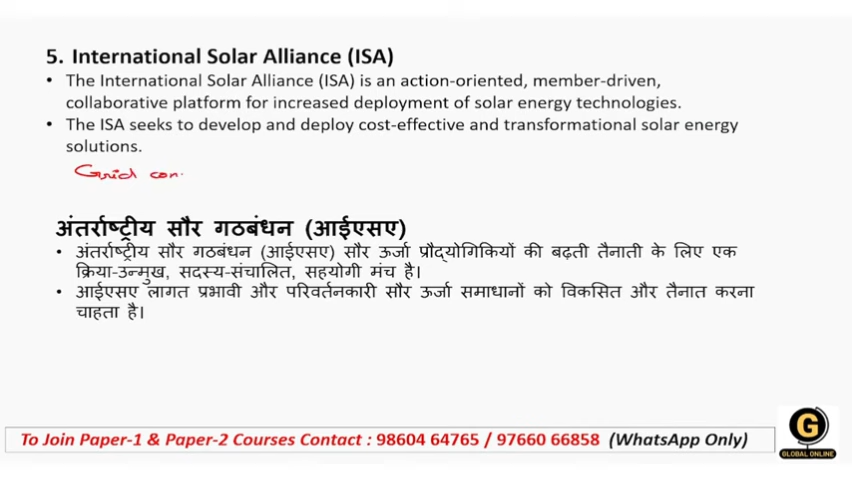 5. International Solar Alliance (ISA)
• The International Solar Alliance (ISA) is an action-oriented, member-driven,
collaborative platform for increased deployment of solar energy technologies.
• The ISA seeks to develop and deploy cost-effective and transformational solar energy
solutions.
Grid con.
अंतर्राष्ट्रीय सौर गठबंधन (आईएसए)
• अंतर्राष्ट्रीय सौर गठबंधन (आईएसए) सौर ऊर्जा प्रौद्योगिकियों की बढ़ती तैनाती के लिए एक
क्रिया-उन्मुख, सदस्य-संचालित, सहयोगी मंच है।
• आईएसए लागत प्रभावी और परिवर्तनकारी सौर ऊर्जा समाधानों को विकसित और तैनात करना
चाहता है।
To Join Paper-1 & Paper-2 Courses Contact : 98604 64765 / 97660 66858 (WhatsApp Only)
G
GLOBAL ONLINE